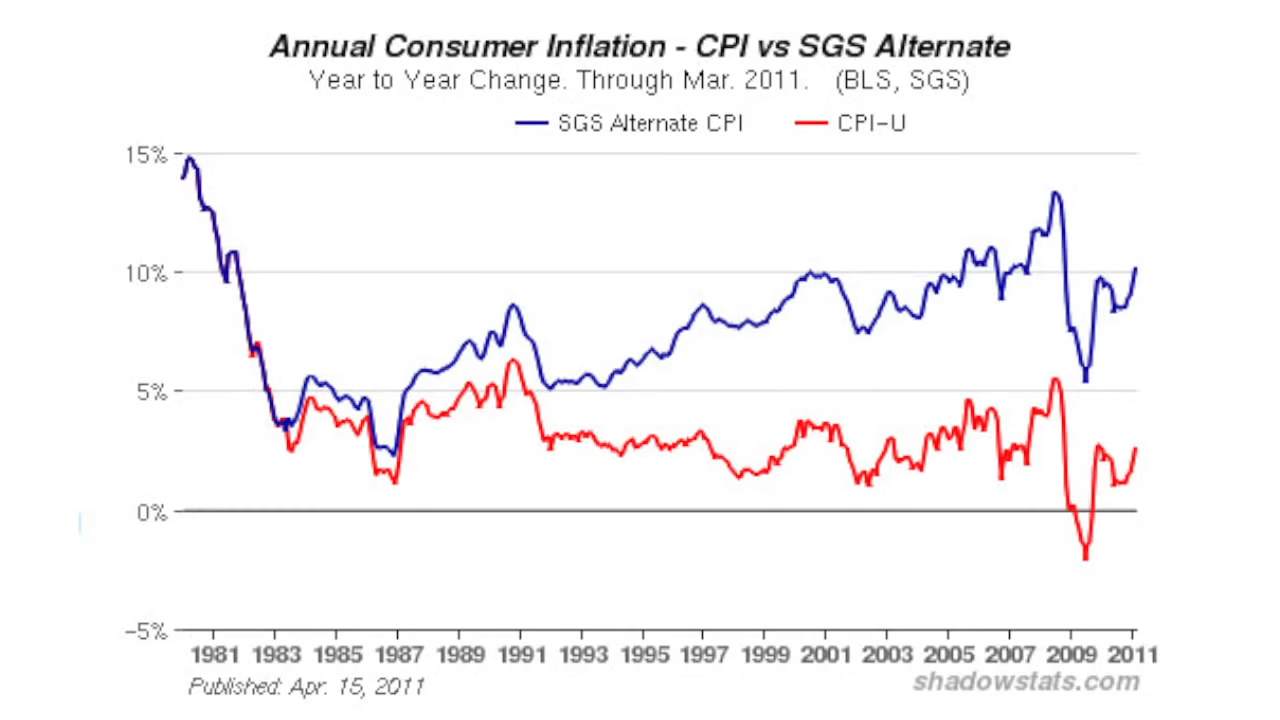 Annual Consumer Inflation - CPI vs SGS Alternate
Year to Year Change. Through Mar. 2011. (BLS, SGS)
SGS Alternate CPI CPI-U
15%
10%
5%
0%
-5%
1981 1983 1985 1987 1989 1991 1993 1995 1997 1999 2001 2003 2005 2007 2009 2011
Published: Apr. 15, 2011
shadowstats.com